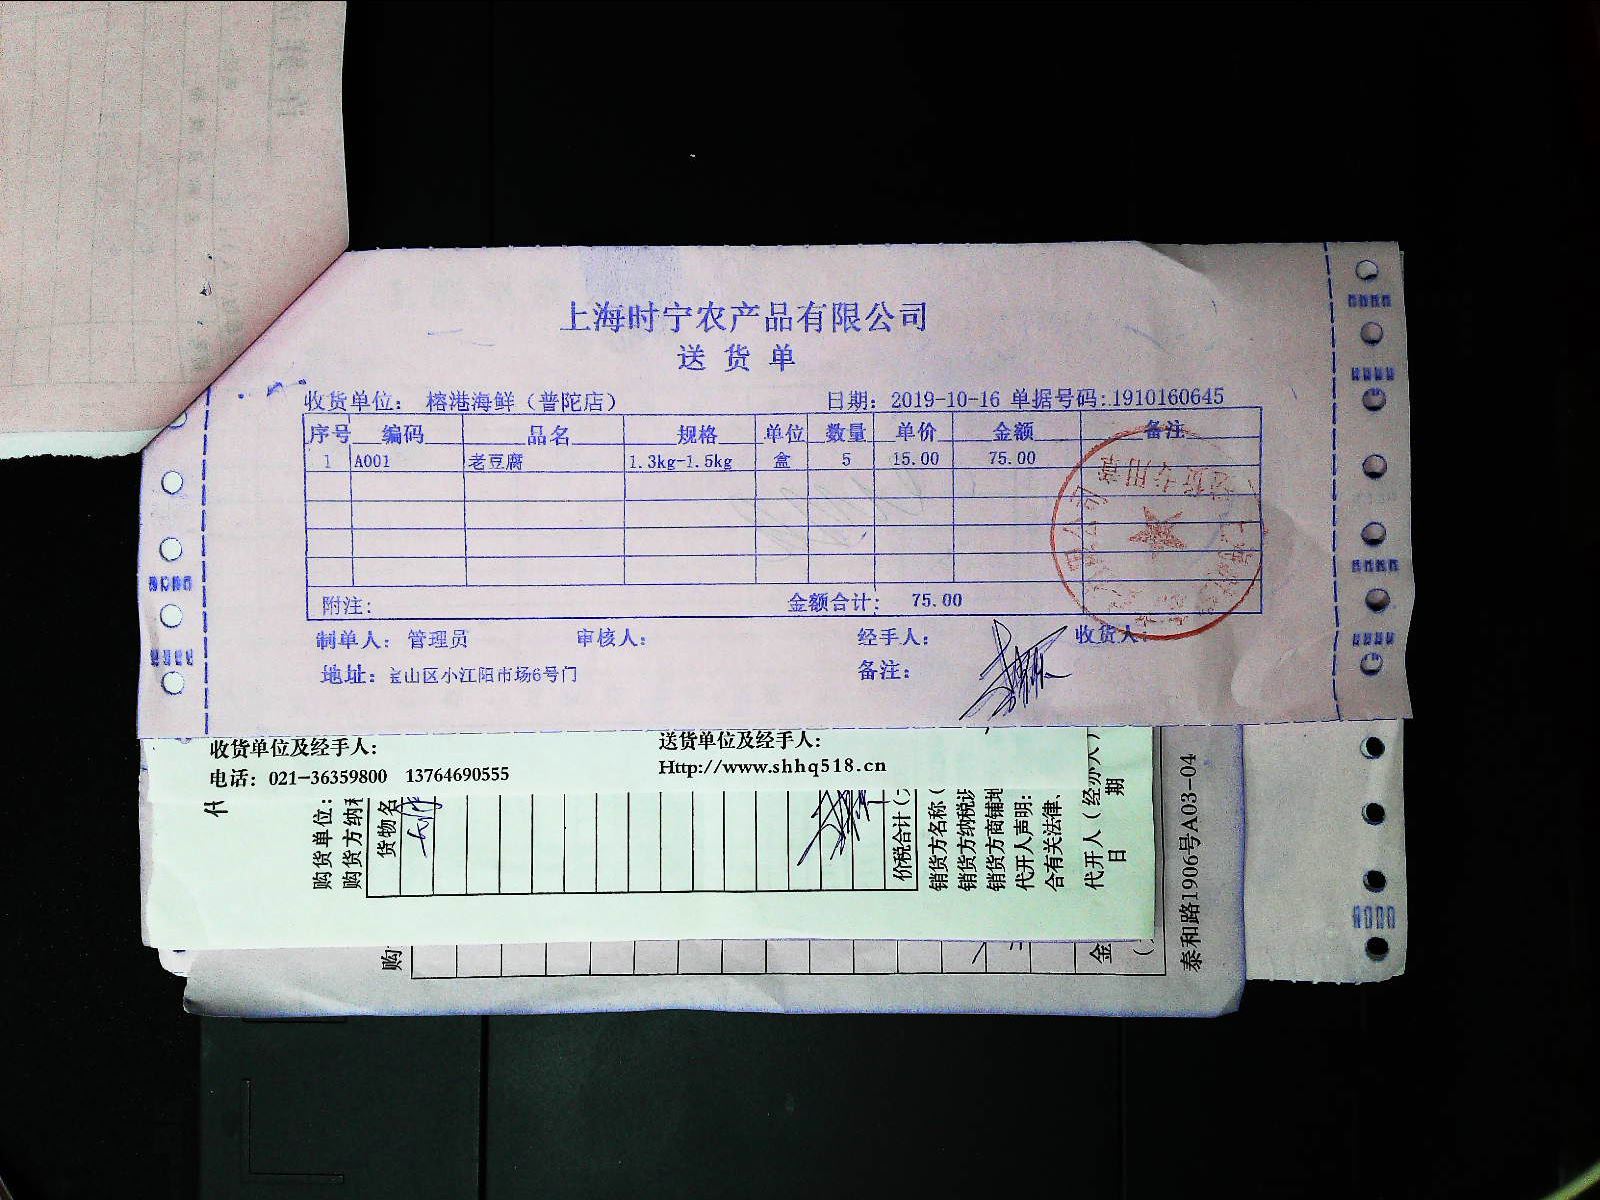 上海时宁农产品有限公司
送货单
收货单位： 榕港海鲜（普陀店） 日期： 2019-10-16 单据号码:1910160645
序号 编码 品名 规格 单位 数量 单价 金额 备注
1 A001 老豆腐 1.3kg-1.5kg 盒 5 15.00 75.00
附注: 金额合计： 75.00
制单人： 管理员 审核人： 经手人： 收货人:
地址： 宝山区小江阳市场6号门 备注：
收货单位及经手人： 送货单位及经手人：
电话：021-36359800 13764690555 Http://www.shhq518.cn
代
购货单位：
购货方纳
货物名
价税合计（
销货方名称（
销货方纳税
销货方商铺地
代开人声明：
合有关法律、
代开人（经办人）
日 期
购
金
泰和路1906号A03-04
送货专用章